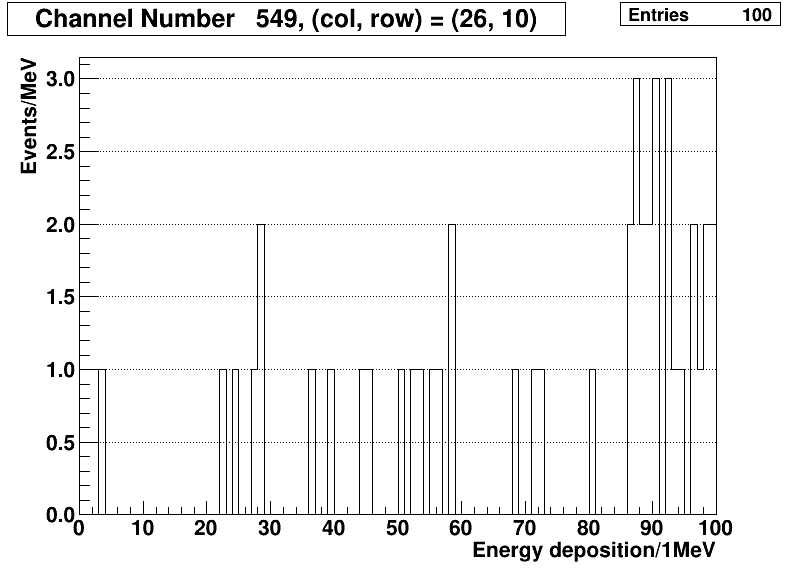 Channel Number 549, (col, row) = (26, 10)
Entries 100
Events/MeV
3.0
2.5
2.0
1.5
1.0
0.5
0.0
0 10 20 30 40 50 60 70 80 90 100
Energy deposition/1MeV